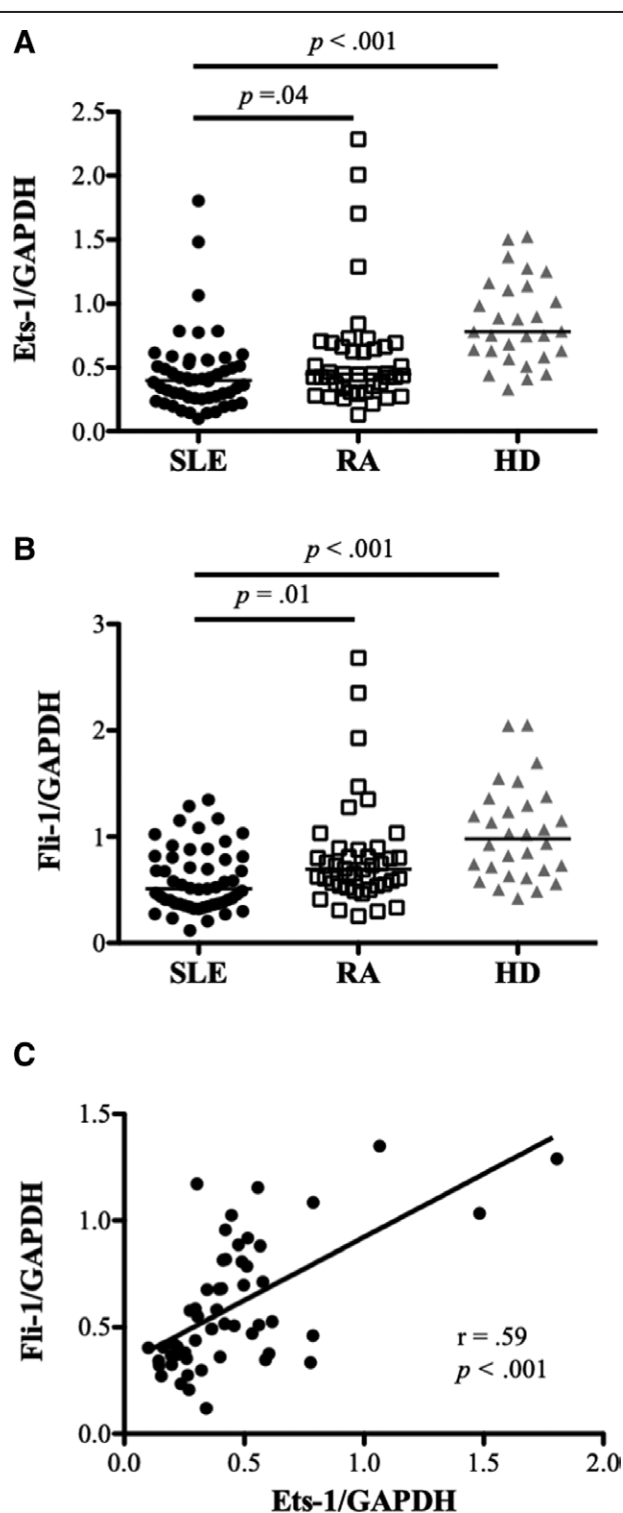 A
p < .001
p =.04
2.5
2.0
1.5
1.0
0.5
0.0
Ets-1/GAPDH
SLE RA HD
B
p < .001
p = .01
3
2
1
0
Fli-1/GAPDH
SLE RA HD
C
1.5
1.0
0.5
0.0
Fli-1/GAPDH
r = .59
p < .001
0.0 0.5 1.0 1.5 2.0
Ets-1/GAPDH